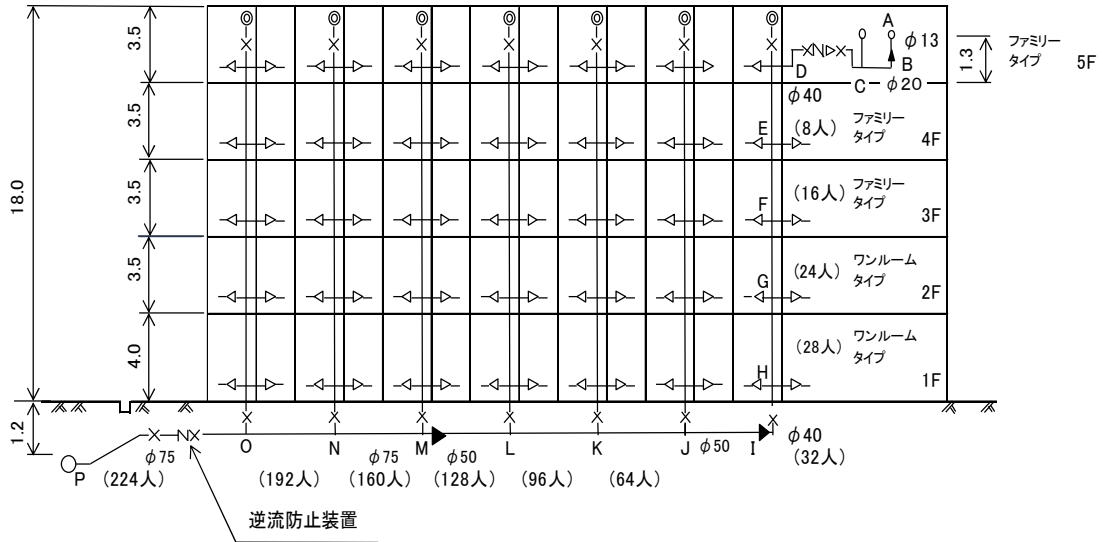 3.5
3.5
3.5
3.5
4.0
18.0
1.2
A
φ13
B
C φ20
D
φ40
1.3
ファミリー
タイプ 5F
E (8人) ファミリー
タイプ 4F
F (16人) ファミリー
タイプ 3F
G (24人) ワンルーム
タイプ 2F
H (28人) ワンルーム
タイプ 1F
P φ75 O N φ75 M φ50 L K J φ50 I φ40
(224人) (192人) (160人) (128人) (96人) (64人) (32人)
逆流防止装置